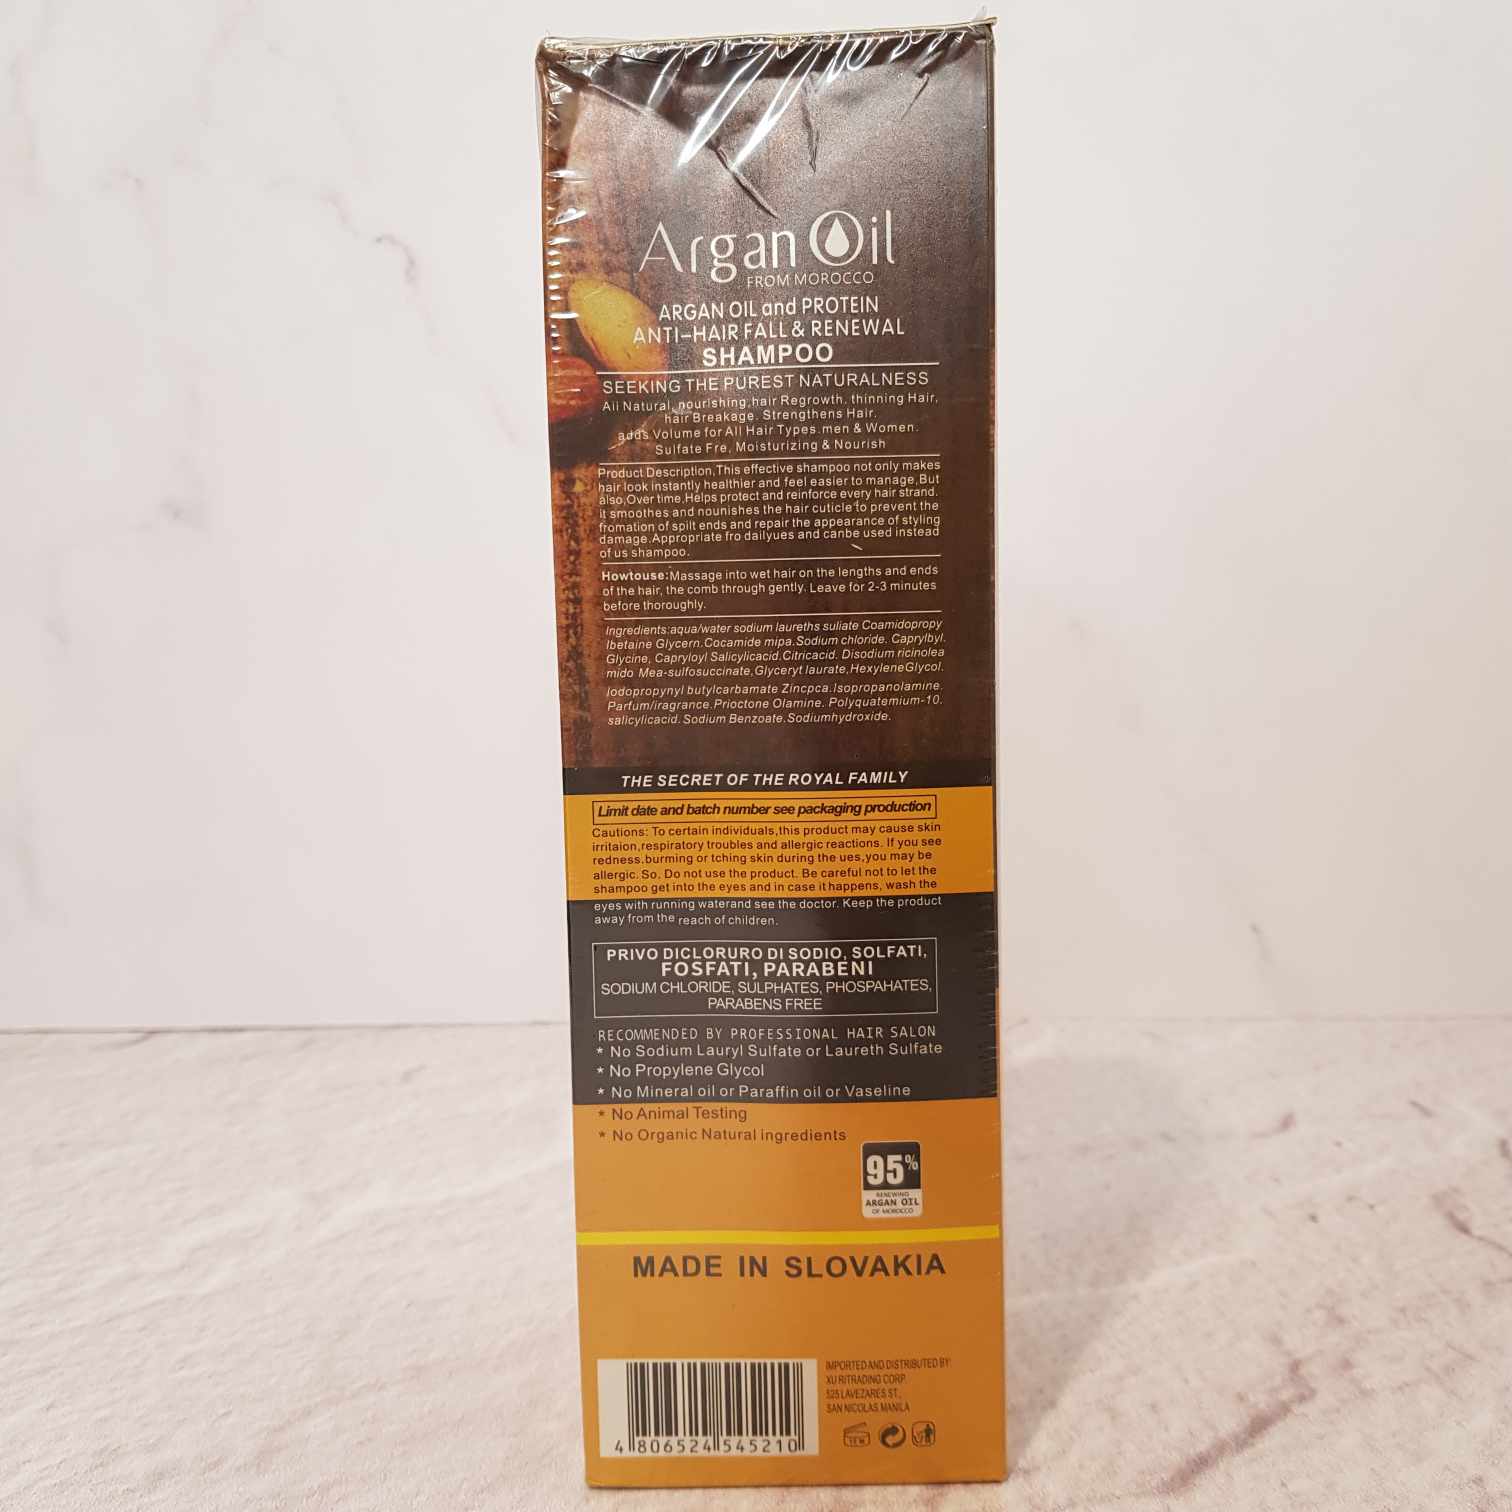 Argan Oil
FROM MOROCCO
ARGAN OIL and PROTEIN
ANTI-HAIR FALL & RENEWAL
SHAMPOO
SEEKING THE PUREST NATURALNESS
Aii Natural, nourishing,hair Regrowth. thinning Hair,
hair Breakage. Strengthens Hair.
adds Volume for All Hair Types.men & Women.
Sulfate Fre, Moisturizing & Nourish
Product Description,This effective shampoo not only makes
hair look instantly healthier and feel easier to manage,But
also,Over time,Helps protect and reinforce every hair strand.
it smoothes and nounishes the hair cuticle to prevent the
fromation of spilt ends and repair the appearance of styling
damage.Appropriate fro dailyues and canbe used instead
of us shampoo.
Howtouse:Massage into wet hair on the lengths and ends
of the hair, the comb through gently. Leave for 2-3 minutes
before thoroughly.
Ingredients:aqua/water sodium laureths suliate Coamidopropy
lbetaine Glycern.Cocamide mipa.Sodium chloride. Caprylbyl.
Glycine, Capryloyl Salicylicacid.Citricacid. Disodium ricinolea
mido Mea-sulfosuccinate,Glyceryt laurate,HexyleneGlycol.
Iodopropynyl butylcarbamate Zincpca.Isopropanolamine.
Parfum/iragrance.Prioctone Olamine. Polyquatemium-10.
salicylicacid. Sodium Benzoate.Sodiumhydroxide.
THE SECRET OF THE ROYAL FAMILY
Limit date and batch number see packaging production
Cautions: To certain individuals,this product may cause skin
irritaion,respiratory troubles and allergic reactions. If you see
redness.burming or tching skin during the ues,you may be
allergic. So. Do not use the product. Be careful not to let the
shampoo get into the eyes and in case it happens, wash the
eyes with running waterand see the doctor. Keep the product
away from the reach of children.
PRIVO DICLORURO DI SODIO, SOLFATI,
FOSFATI, PARABENI
SODIUM CHLORIDE, SULPHATES, PHOSPAHATES,
PARABENS FREE
RECOMMENDED BY PROFESSIONAL HAIR SALON
* No Sodium Lauryl Sulfate or Laureth Sulfate
* No Propylene Glycol
* No Mineral oil or Paraffin oil or Vaseline
* No Animal Testing
* No Organic Natural ingredients
95%
RENEWING
ARGAN OIL
OF MOROCCO
MADE IN SLOVAKIA
IMPORTED AND DISTRIBUTED BY:
XU RITRADING CORP.
525 LAVEZARES ST.,
SAN NICOLAS MANILA
4 806524 545210